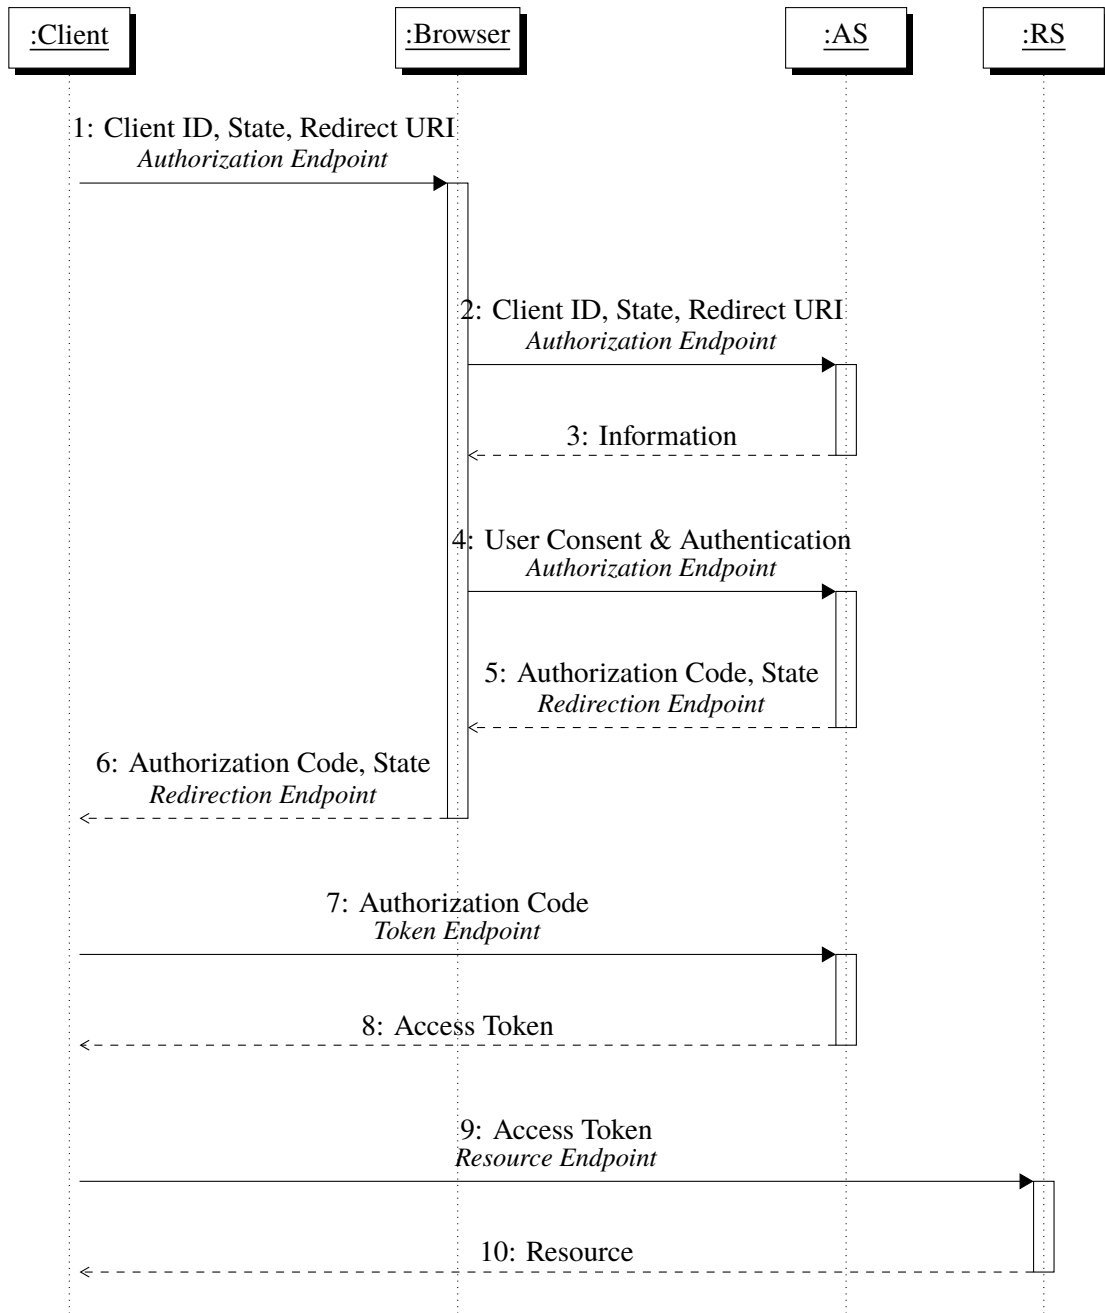 :Client
:Browser
:AS
:RS
1: Client ID, State, Redirect URI
Authorization Endpoint
2: Client ID, State, Redirect URI
Authorization Endpoint
3: Information
4: User Consent & Authentication
Authorization Endpoint
5: Authorization Code, State
Redirection Endpoint
6: Authorization Code, State
Redirection Endpoint
7: Authorization Code
Token Endpoint
8: Access Token
9: Access Token
Resource Endpoint
10: Resource